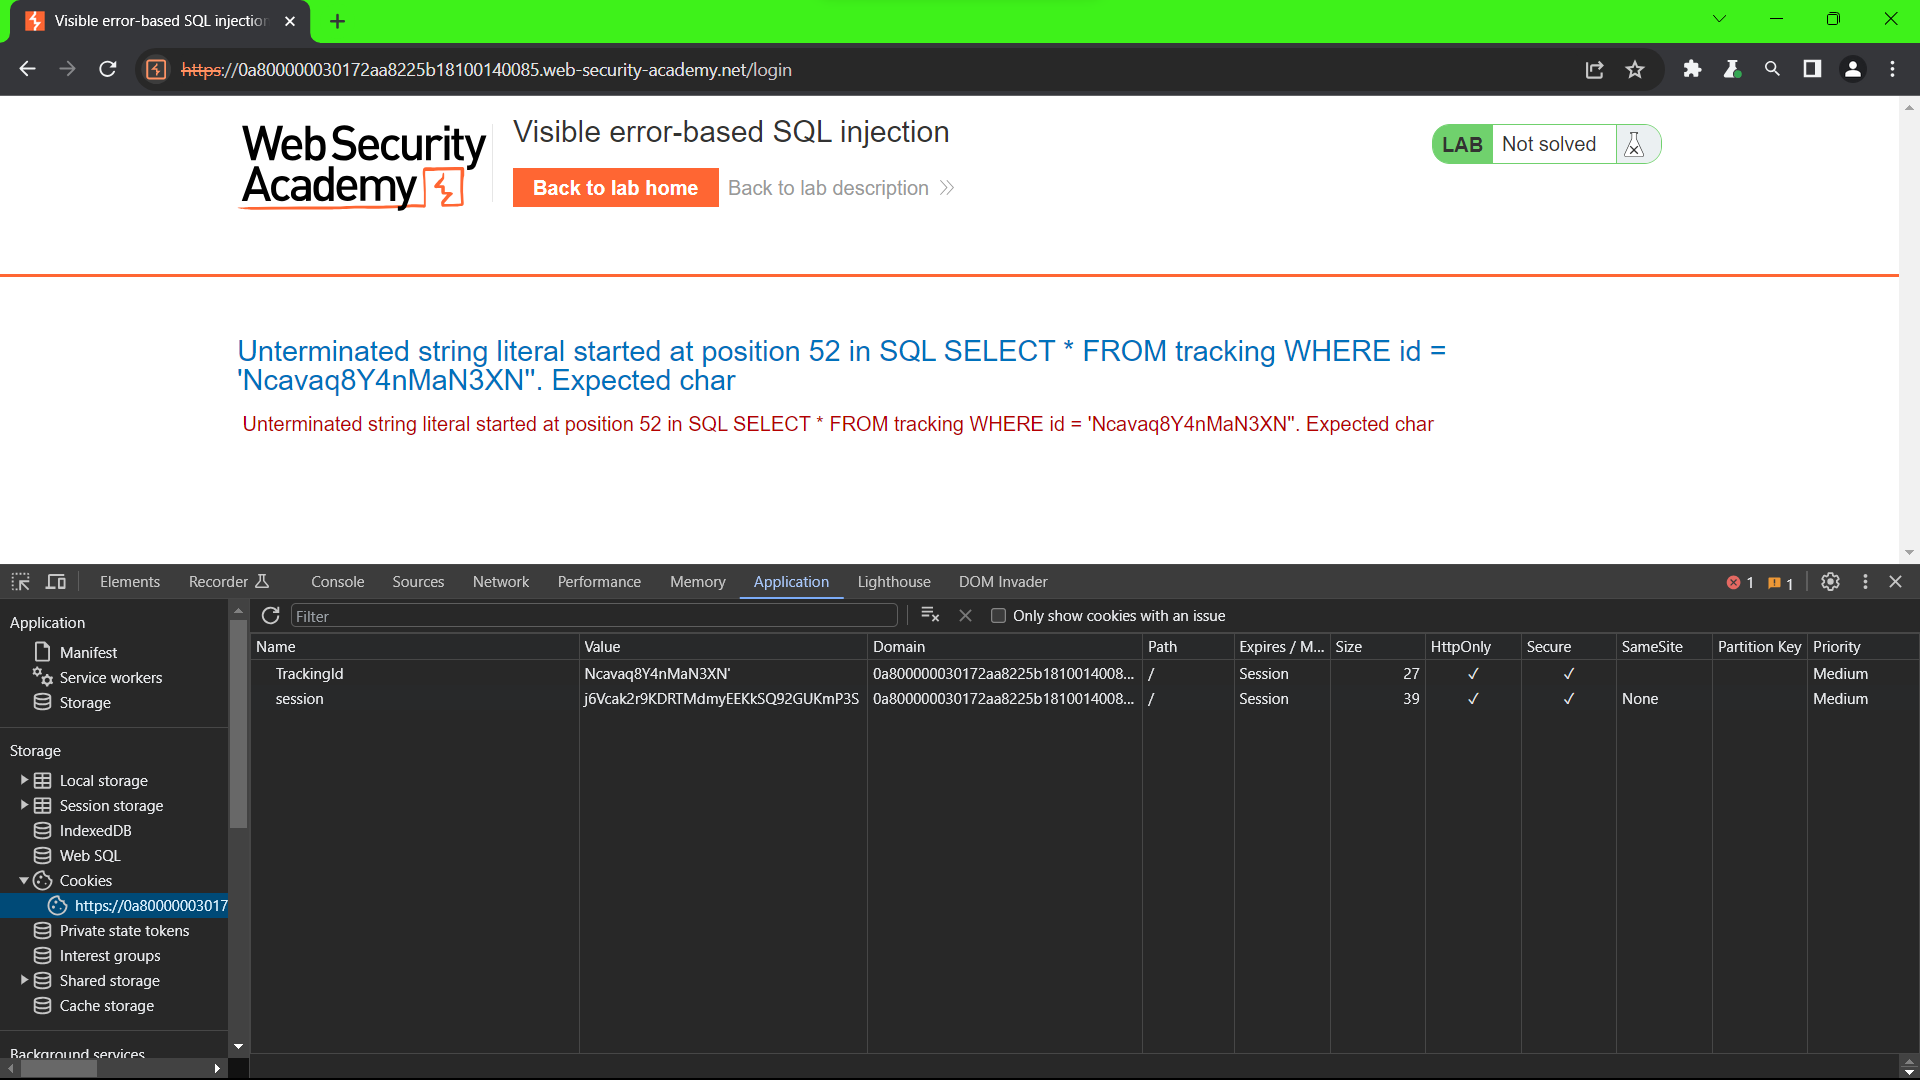 Visible error-based SQL injection
https://0a800000030172aa8225b18100140085.web-security-academy.net/login
Web Security
Academy
Visible error-based SQL injection
Back to lab home
Back to lab description
LAB
Not solved
Unterminated string literal started at position 52 in SQL SELECT * FROM tracking WHERE id =
'Ncavaq8Y4nMaN3XN''. Expected char
Unterminated string literal started at position 52 in SQL SELECT * FROM tracking WHERE id = 'Ncavaq8Y4nMaN3XN''. Expected char
Elements Recorder Console Sources Network Performance Memory Application Lighthouse DOM Invader 1 1
Application
Manifest
Service workers
Storage
Storage
Local storage
Session storage
IndexedDB
Web SQL
Cookies
https://0a80000003017
Private state tokens
Interest groups
Shared storage
Cache storage
Background services
Filter
Only show cookies with an issue
Name Value Domain Path Expires / M... Size HttpOnly Secure SameSite Partition Key Priority
TrackingId Ncavaq8Y4nMaN3XN' 0a800000030172aa8225b1810014008... / Session 27 ✓ ✓ Medium
session j6Vcak2r9KDRTMdmyEEKkSQ92GUKmP3S 0a800000030172aa8225b1810014008... / Session 39 ✓ ✓ None Medium